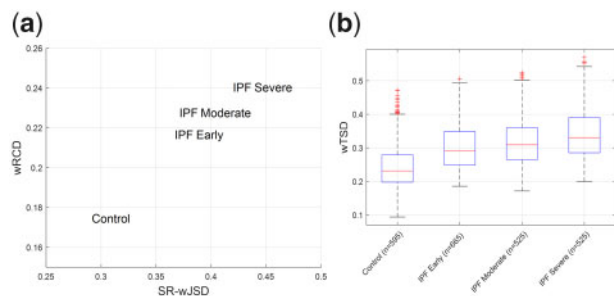 (a)
0.26
0.24
0.22
0.2
0.18
0.16
wRCD
IPF Severe
IPF Moderate
IPF Early
Control
0.25 0.3 0.35 0.4 0.45 0.5
SR-wJSD
(b)
0.5
0.4
0.3
0.2
0.1
wTSD
Control (n=595)
IPF Early (n=665)
IPF Moderate (n=525)
IPF Severe (n=525)